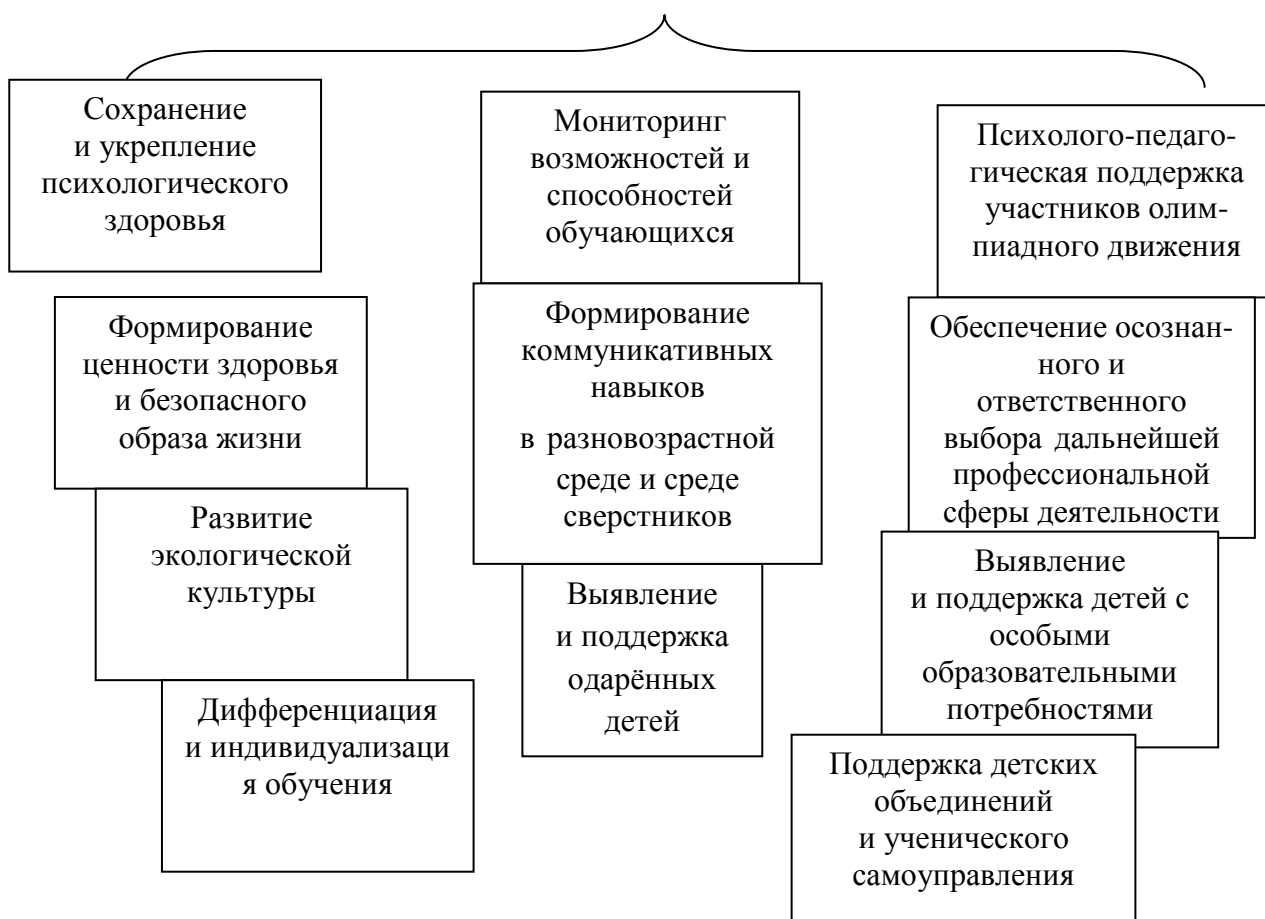 Сохранение
и укрепление
психологического
здоровья
Формирование
ценности здоровья
и безопасного
образа жизни
Развитие
экологической
культуры
Дифференциация
и индивидуализаци
я обучения
Мониторинг
возможностей и
способностей
обучающихся
Формирование
коммуникативных
навыков
в разновозрастной
среде и среде
сверстников
Выявление
и поддержка
одарённых
детей
Психолого-педаго-
гическая поддержка
участников олим-
пиадного движения
Обеспечение осознан-
ного и
ответственного
выбора дальнейшей
профессиональной
сферы деятельности
Выявление
и поддержка детей с
особыми
образовательными
потребностями
Поддержка детских
объединений
и ученического
самоуправления